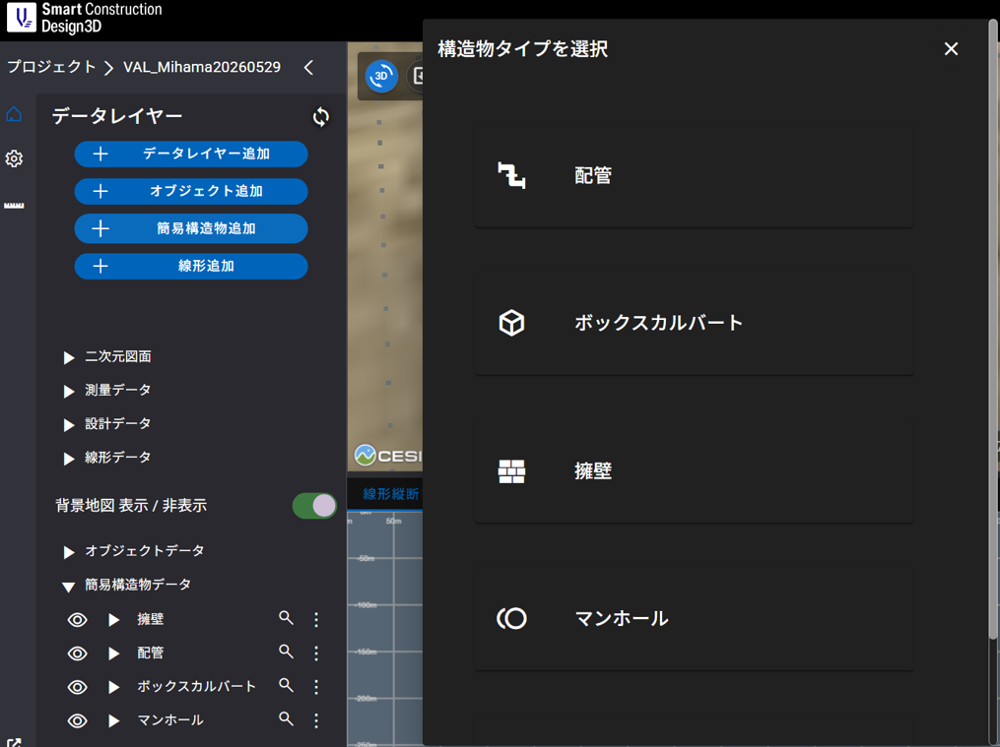 Smart Construction
Design3D
プロジェクト VAL_Mihama20260529
データレイヤー
データレイヤー追加
オブジェクト追加
簡易構造物追加
線形追加
二次元図面
測量データ
設計データ
線形データ
背景地図 表示 / 非表示
オブジェクトデータ
簡易構造物データ
擁壁
配管
ボックスカルバート
マンホール
3D
CESI
線形縦断
50m
-50m
-100m
-150m
-200m
-250m
構造物タイプを選択
配管
ボックスカルバート
擁壁
マンホール